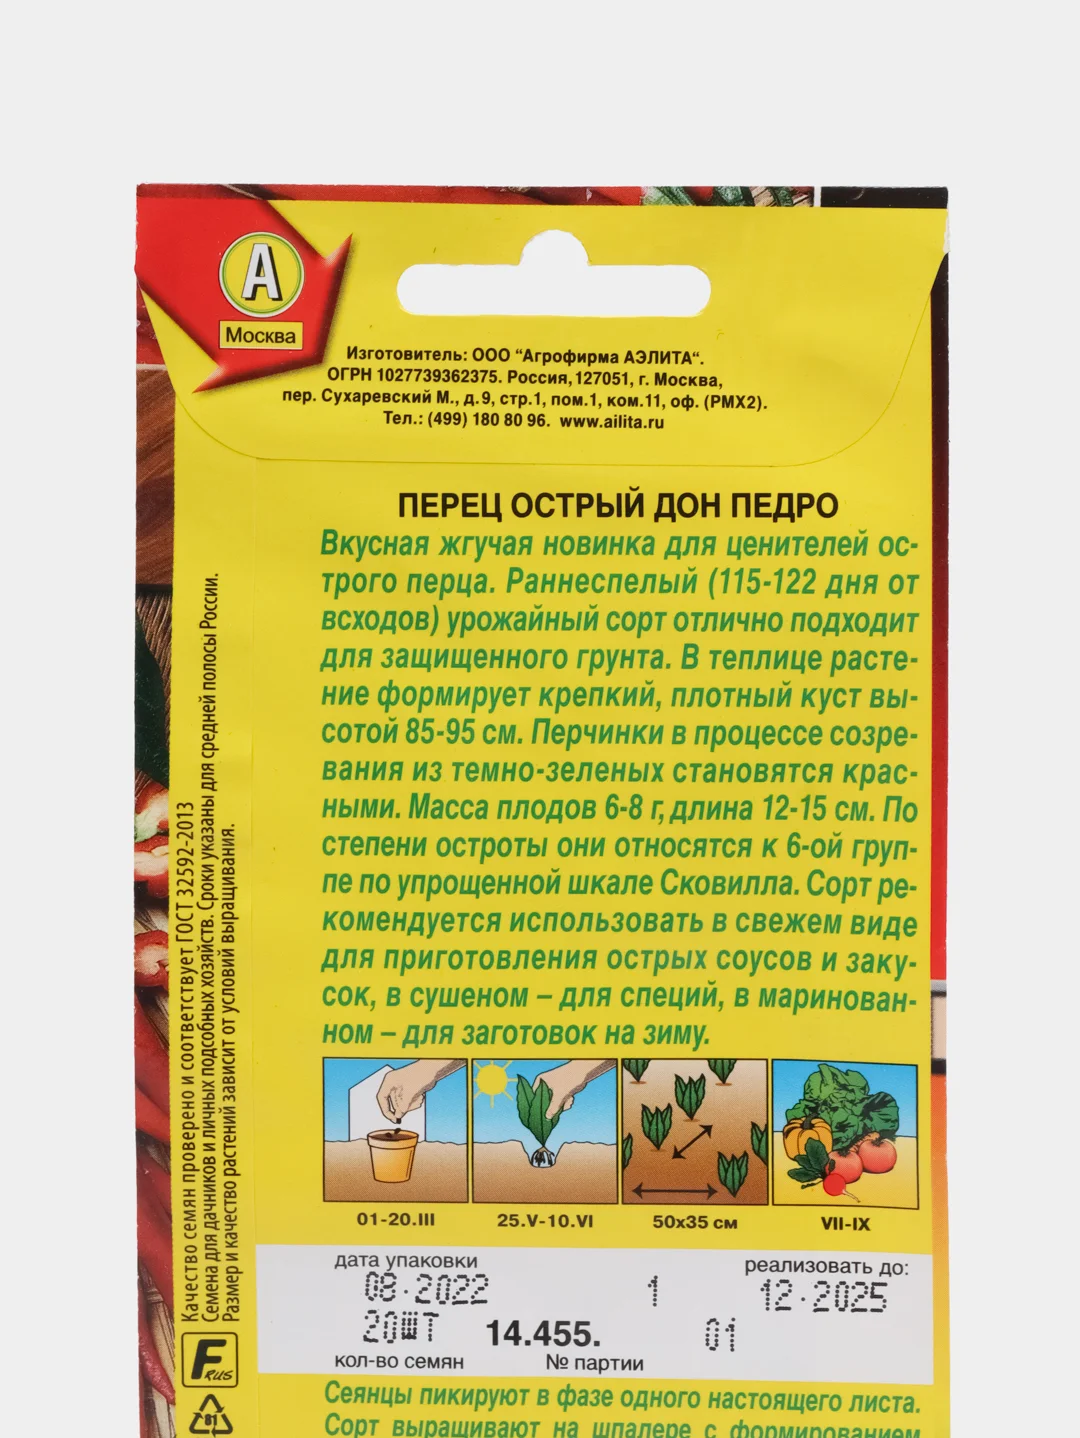 А
Москва
Изготовитель: ООО “Агрофирма АЭЛИТА“.
ОГРН 1027739362375. Россия, 127051, г. Москва,
пер. Сухаревский М., д.9, стр.1, пом.1, ком.11, оф. (РМХ2).
Тел.: (499) 180 80 96. www.ailita.ru
ПЕРЕЦ ОСТРЫЙ ДОН ПЕДРО
Вкусная жгучая новинка для ценителей ос-
трого перца. Раннеспелый (115-122 дня от
всходов) урожайный сорт отлично подходит
для защищенного грунта. В теплице расте-
ние формирует крепкий, плотный куст вы-
сотой 85-95 см. Перчинки в процессе созре-
вания из темно-зеленых становятся крас-
ными. Масса плодов 6-8 г, длина 12-15 см. По
степени остроты они относятся к 6-ой груп-
пе по упрощенной шкале Сковилла. Сорт ре-
комендуется использовать в свежем виде
для приготовления острых соусов и заку-
сок, в сушеном – для специй, в маринован-
ном – для заготовок на зиму.
01-20.III
25.V-10.VI
50х35 см
VII-IX
дата упаковки
реализовать до:
08.2022
1
12.2025
20ШТ
14.455.
01
кол-во семян
№ партии
Сеянцы пикируют в фазе одного настоящего листа.
Сорт выращивают на шпалере с формированием
Качество семян проверено и соответствует ГОСТ 32592-2013
Семена для дачников и личных подсобных хозяйств. Сроки указаны для средней полосы России.
Размер и качество растений зависит от условий выращивания.
F RUS
81